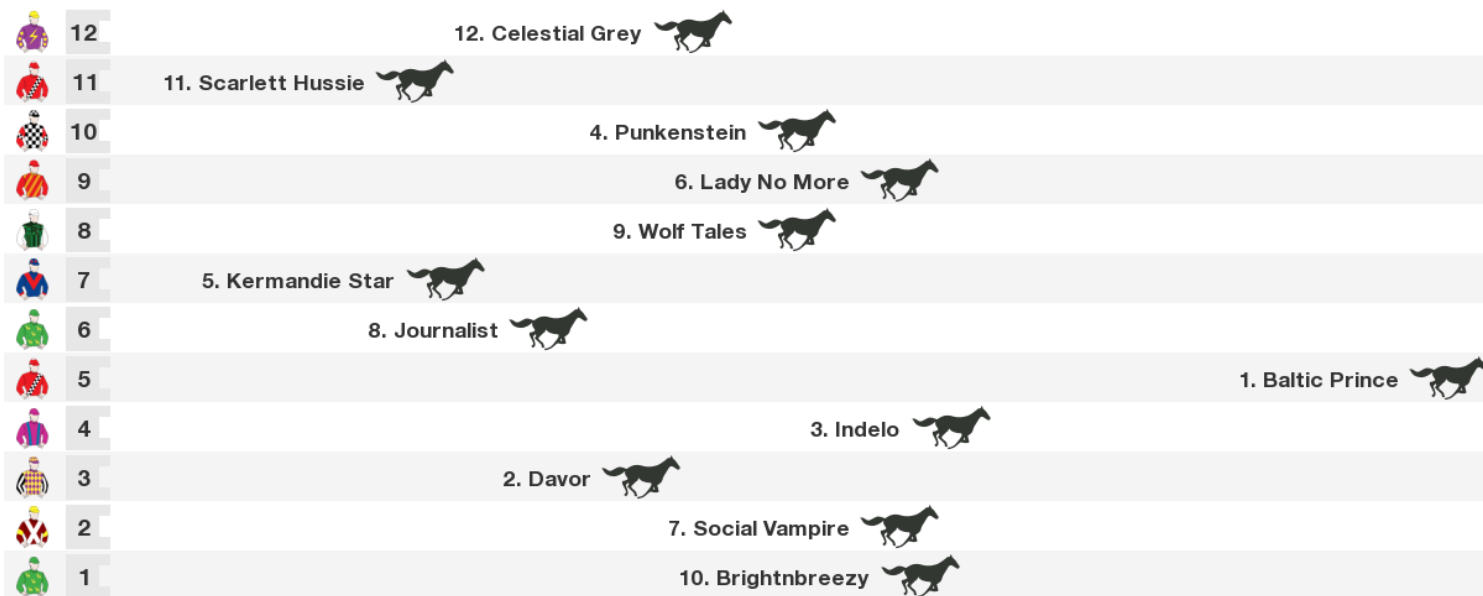 12 12. Celestial Grey
11 11. Scarlett Hussie
10 4. Punkenstein
9 6. Lady No More
8 9. Wolf Tales
7 5. Kermandie Star
6 8. Journalist
5 1. Baltic Prince
4 3. Indelo
3 2. Davor
2 7. Social Vampire
1 10. Brightnbreezy